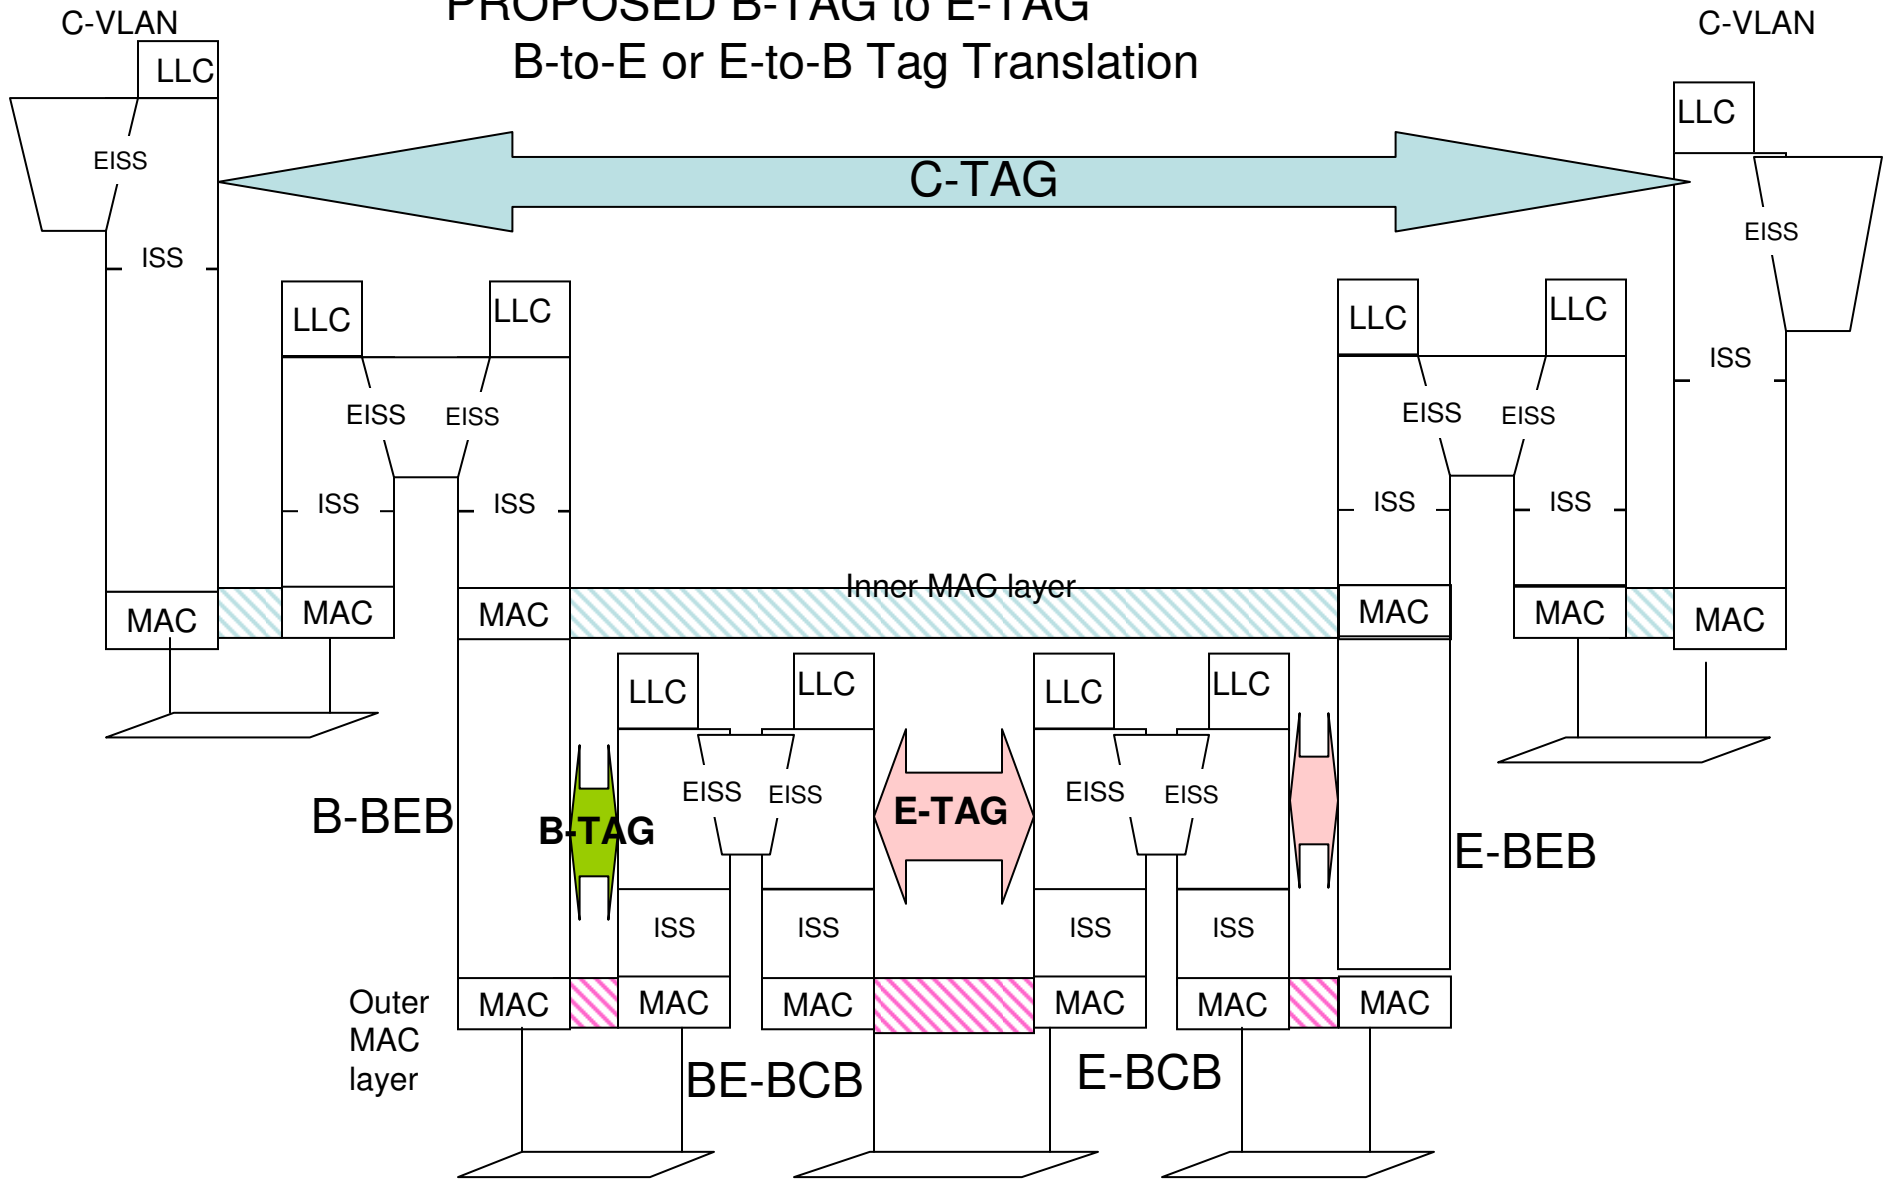 PROPOSED B-TAG to E-TAG
B-to-E or E-to-B Tag Translation
C-VLAN
C-VLAN
LLC
LLC
EISS
C-TAG
EISS
ISS
ISS
LLC
LLC
LLC
LLC
EISS
EISS
EISS
EISS
ISS
ISS
ISS
ISS
Inner MAC layer
MAC
MAC
MAC
MAC
MAC
MAC
LLC
LLC
LLC
LLC
B-BEB
B-TAG
EISS
EISS
E-TAG
EISS
EISS
E-BEB
ISS
ISS
ISS
ISS
Outer
MAC
layer
MAC
MAC
MAC
MAC
MAC
MAC
BE-BCB
E-BCB